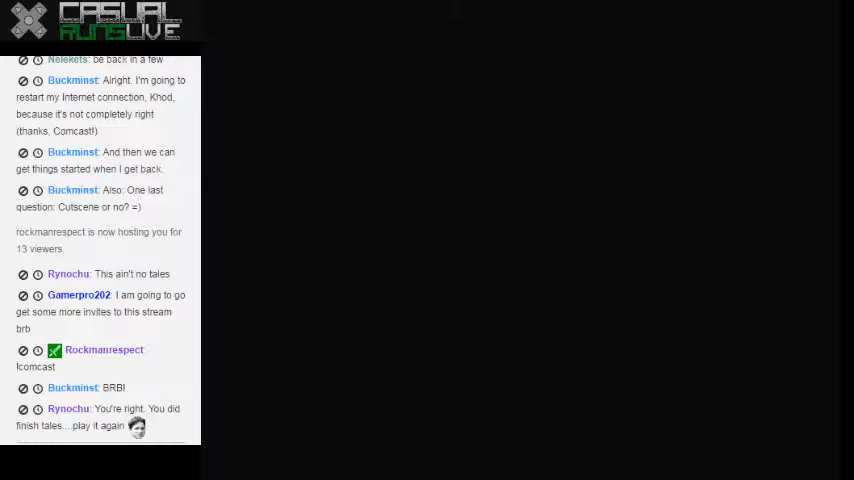 CASUAL
RUNSLIVE
Nelekets: be back in a few
Buckminst: Alright. I'm going to
restart my Internet connection, Khod,
because it's not completely right
(thanks, Comcast!)
Buckminst: And then we can
get things started when I get back.
Buckminst: Also: One last
question: Cutscene or no? =)
rockmanrespect is now hosting you for
13 viewers.
Rynochu: This ain't no tales
Gamerpro202: I am going to go
get some more invites to this stream
brb
Rockmanrespect:
!comcast
Buckminst: BRB!
Rynochu: You're right. You did
finish tales....play it again